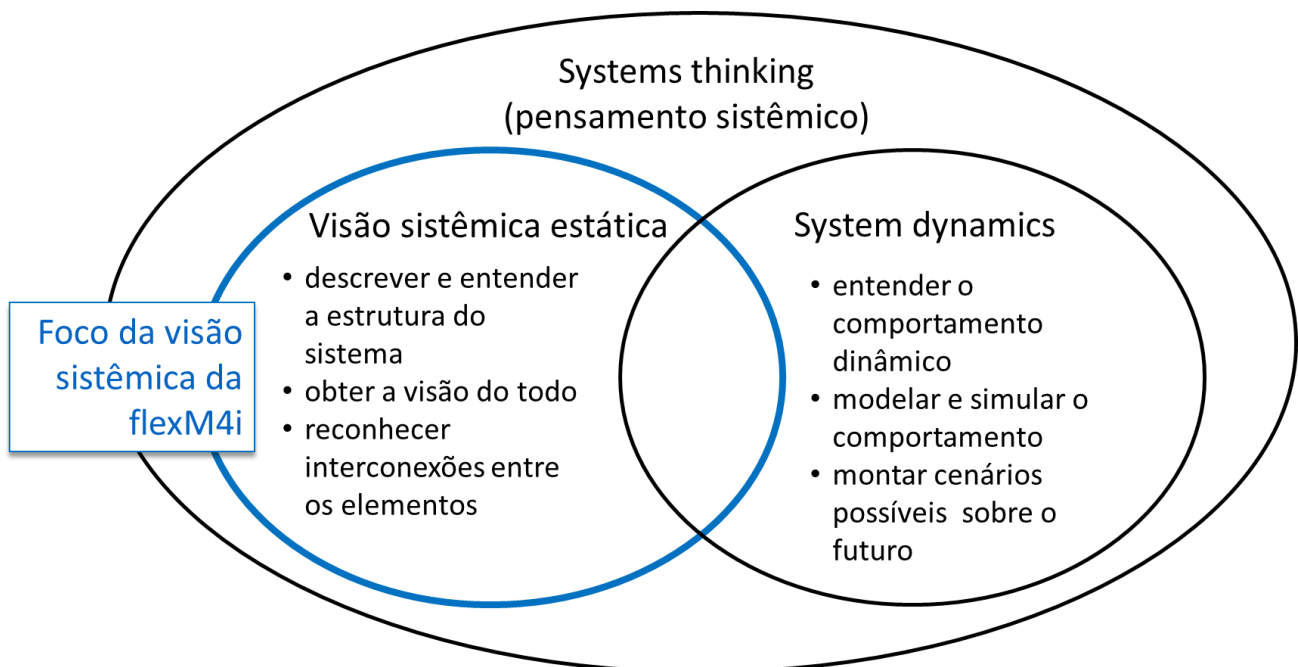 Systems thinking
(pensamento sistêmico)
Visão sistêmica estática
• descrever e entender
a estrutura do
sistema
• obter a visão do todo
• reconhecer
interconexões entre
os elementos
System dynamics
• entender o
comportamento
dinâmico
• modelar e simular o
comportamento
• montar cenários
possíveis sobre o
futuro
Foco da visão
sistêmica da
flexM4i